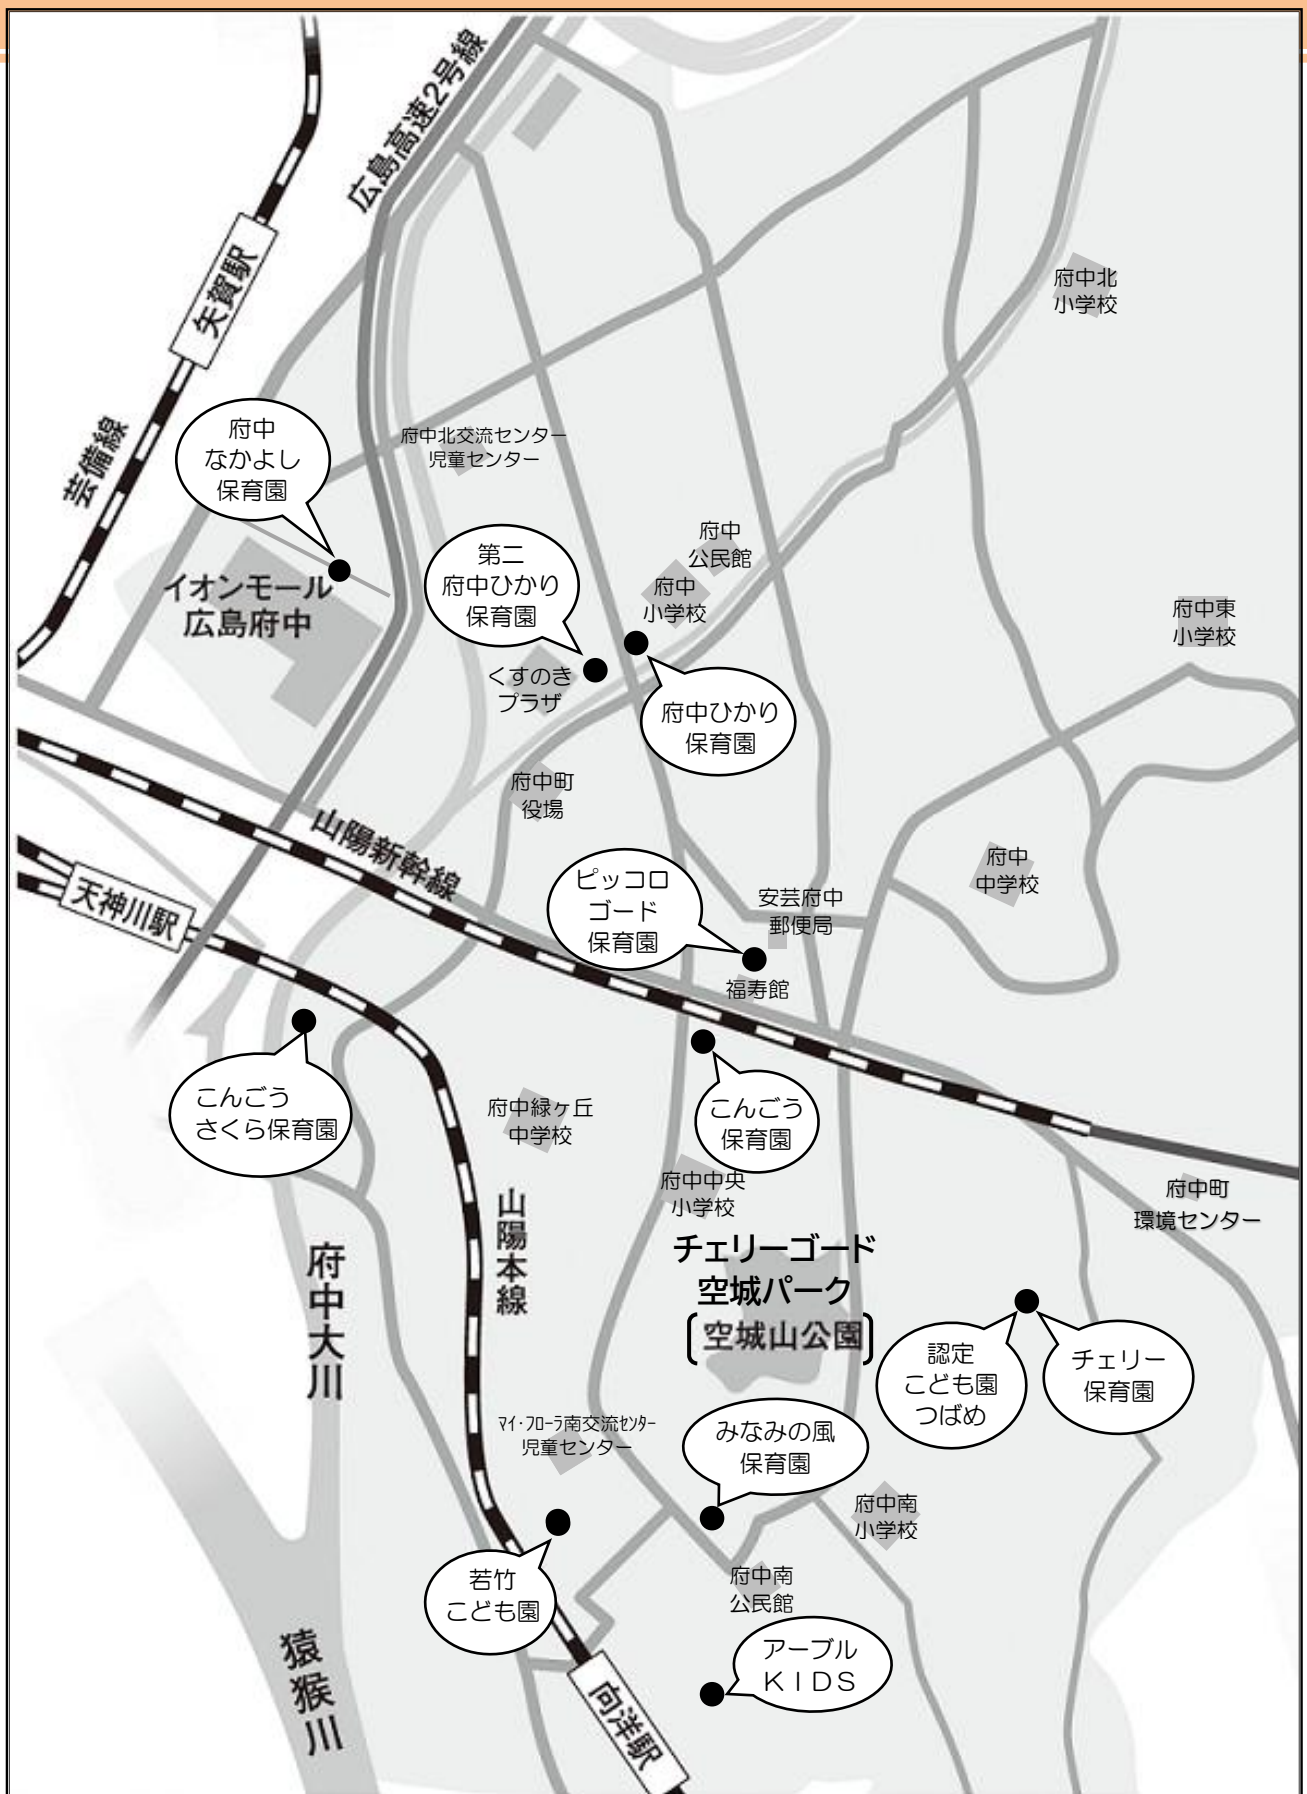 広島高速2号線
矢賀駅
芸備線
府中北
小学校
府中
なかよし
保育園
府中北交流センター
児童センター
イオンモール
広島府中
第二
府中ひかり
保育園
府中
公民館
府中
小学校
府中東
小学校
くすのき
プラザ
府中ひかり
保育園
府中町
役場
山陽新幹線
天神川駅
ピッコロ
ゴード
保育園
安芸府中
郵便局
府中
中学校
福寿館
こんごう
さくら保育園
府中緑ヶ丘
中学校
こんごう
保育園
府中中央
小学校
府中町
環境センター
山陽本線
府中大川
チェリーゴード
空城パーク
[空城山公園]
認定
こども園
つばめ
チェリー
保育園
マイ・フローラ南交流センター
児童センター
みなみの風
保育園
府中南
小学校
若竹
こども園
府中南
公民館
猿猴川
アーブル
ＫＩＤＳ
向洋駅